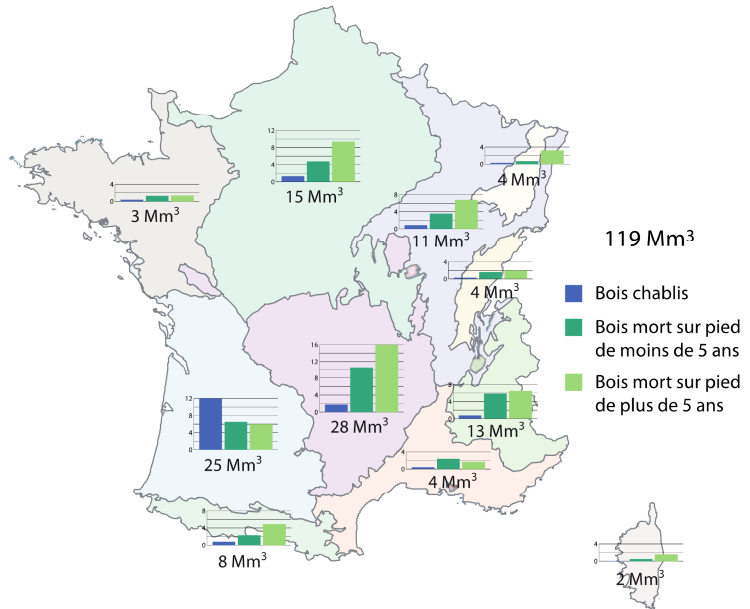 12
8
4
0
15 Mm³
4
0
3 Mm³
4
0
4 Mm³
8
4
0
11 Mm³
4
0
4 Mm³
119 Mm³
Bois chablis
Bois mort sur pied
de moins de 5 ans
Bois mort sur pied
de plus de 5 ans
16
12
8
4
0
28 Mm³
12
8
4
0
25 Mm³
8
4
0
13 Mm³
4
0
4 Mm³
8
4
0
8 Mm³
4
0
2 Mm³